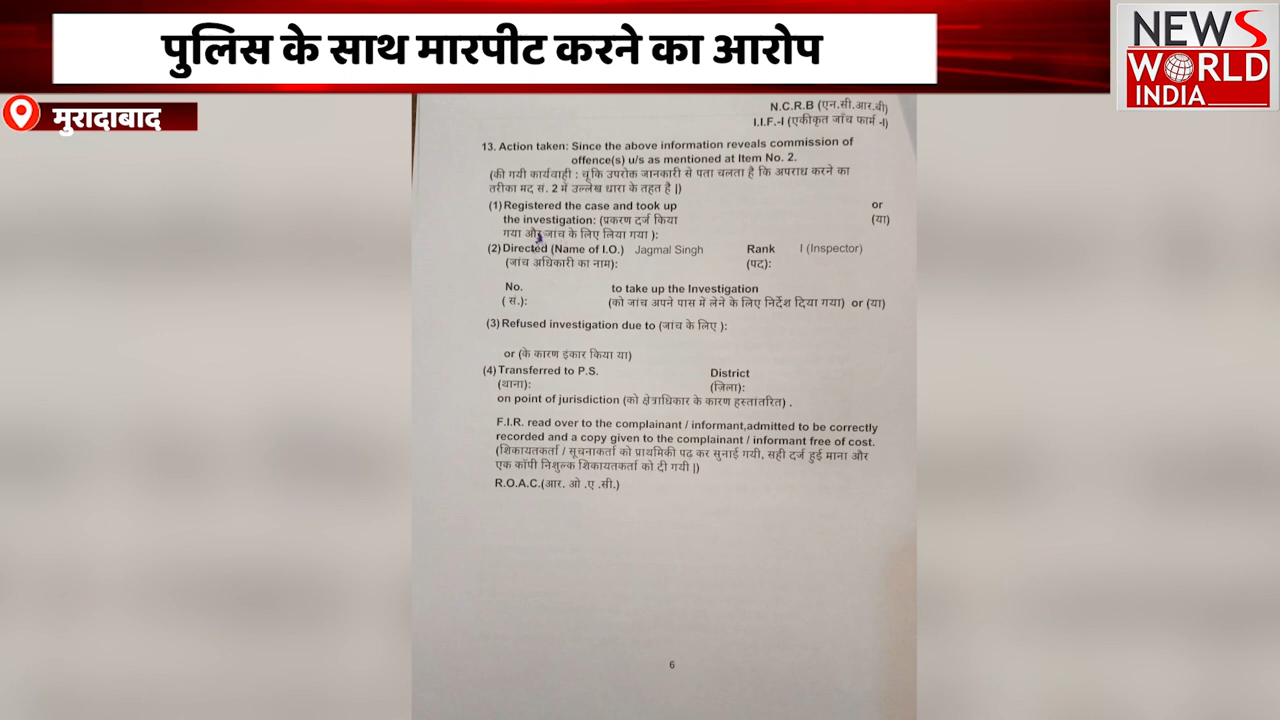 पुलिस के साथ मारपीट करने का आरोप
NEWS
WORLD
INDIA
मुरादाबाद
N.C.R.B (एन.सी.आर.बी)
I.I.F.-I (एकीकृत जाँच फार्म -I)
13. Action taken: Since the above information reveals commission of
offence(s) u/s as mentioned at Item No. 2.
(की गयी कार्यवाही : चूकि उपरोक्त जानकारी से पता चलता है कि अपराध करने का
तरीका मद सं. 2 में उल्लेख धारा के तहत है |)
(1) Registered the case and took up or
the investigation: (प्रकरण दर्ज किया (या)
गया और जांच के लिए लिया गया ):
(2) Directed (Name of I.O.) Jagmal Singh Rank I (Inspector)
(जांच अधिकारी का नाम): (पद):
No. to take up the Investigation
( सं.): (को जांच अपने पास में लेने के लिए निर्देश दिया गया) or (या)
(3) Refused investigation due to (जांच के लिए ):
or (के कारण इंकार किया या)
(4) Transferred to P.S. District
(थाना): (जिला):
on point of jurisdiction (को क्षेत्राधिकार के कारण हस्तांतरित) .
F.I.R. read over to the complainant / informant,admitted to be correctly
recorded and a copy given to the complainant / informant free of cost.
(शिकायतकर्ता / सूचनाकर्ता को प्राथमिकी पढ़ कर सुनाई गयी, सही दर्ज हुई माना और
एक कॉपी निशुल्क शिकायतकर्ता को दी गयी |)
R.O.A.C.(आर. ओ .ए .सी.)
6